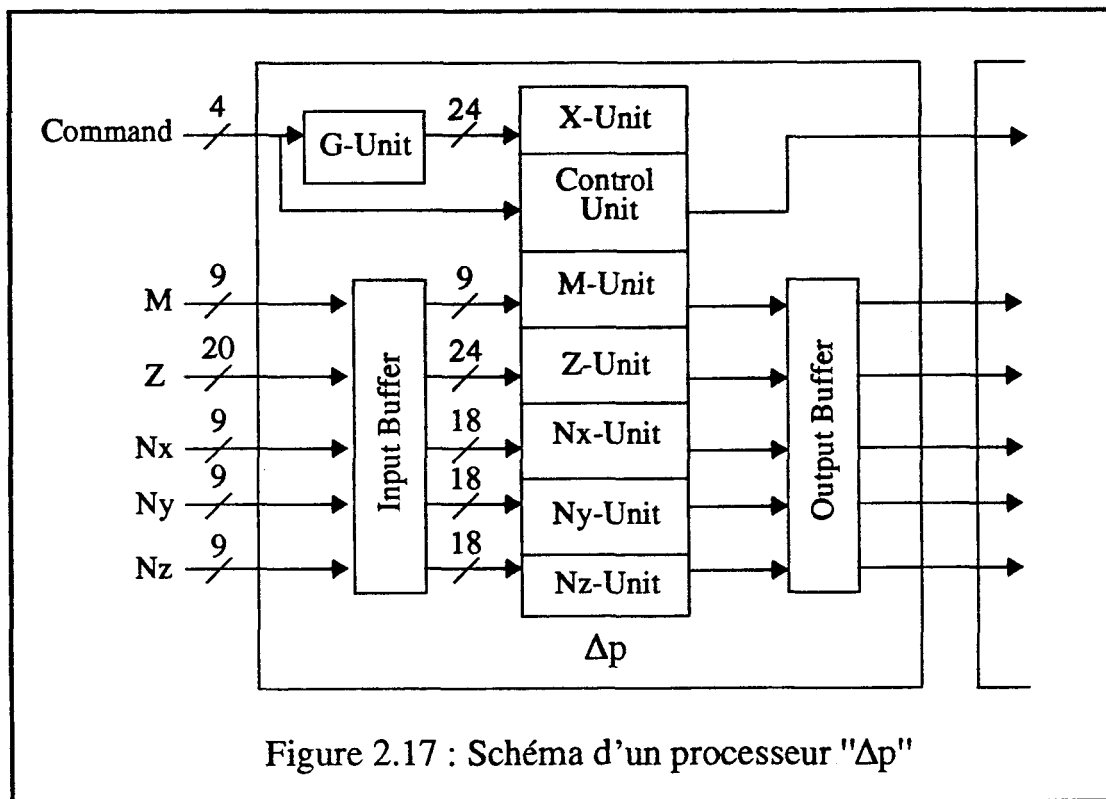 4
24
Command
G-Unit
X-Unit
Control
Unit
9
9
M
M-Unit
20
24
Z
Z-Unit
9
18
Nx
Nx-Unit
9
18
Ny
Ny-Unit
9
18
Nz
Nz-Unit
Input Buffer
Output Buffer
Δp
Figure 2.17 : Schéma d'un processeur "Δp"